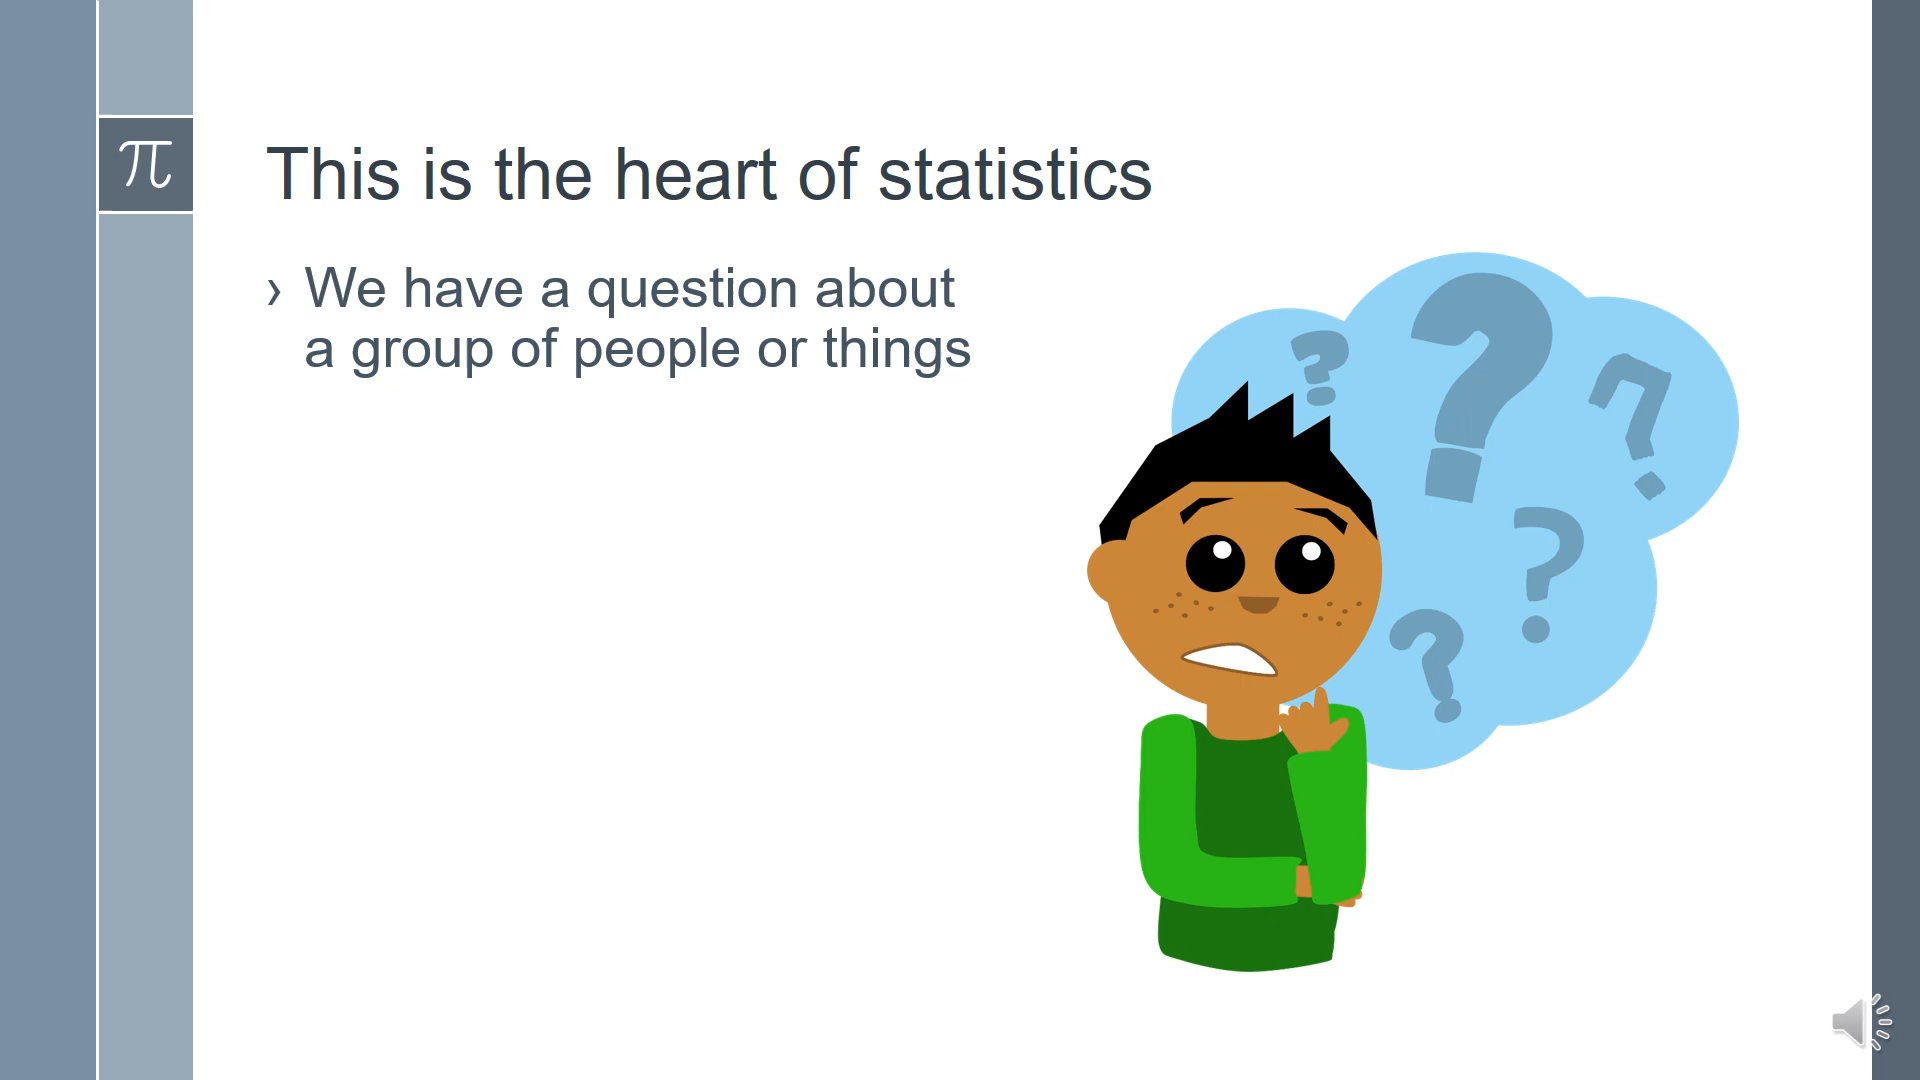 π
This is the heart of statistics
› We have a question about
a group of people or things
? ? ?
?
?